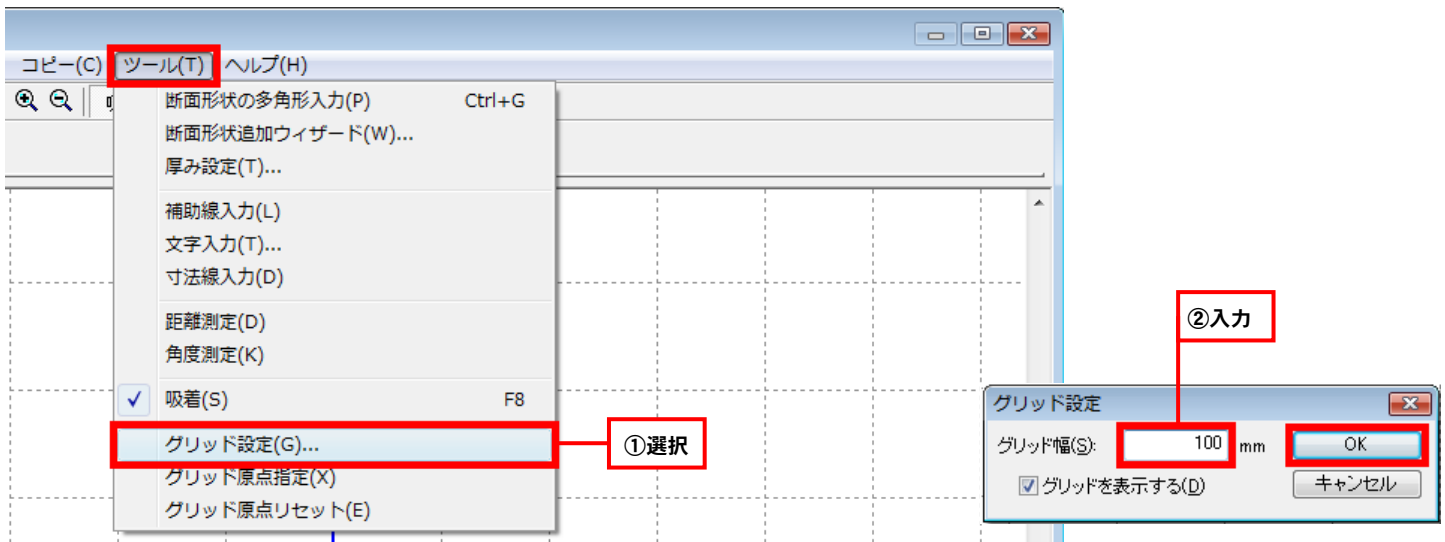 コピー(C) ツール(T) ヘルプ(H)
断面形状の多角形入力(P) Ctrl+G
断面形状追加ウィザード(W)...
厚み設定(T)...
補助線入力(L)
文字入力(T)...
寸法線入力(D)
距離測定(D)
角度測定(K)
吸着(S) F8
グリッド設定(G)...
グリッド原点指定(X)
グリッド原点リセット(E)
①選択
②入力
グリッド設定
グリッド幅(S): 100 mm OK
グリッドを表示する(D) キャンセル